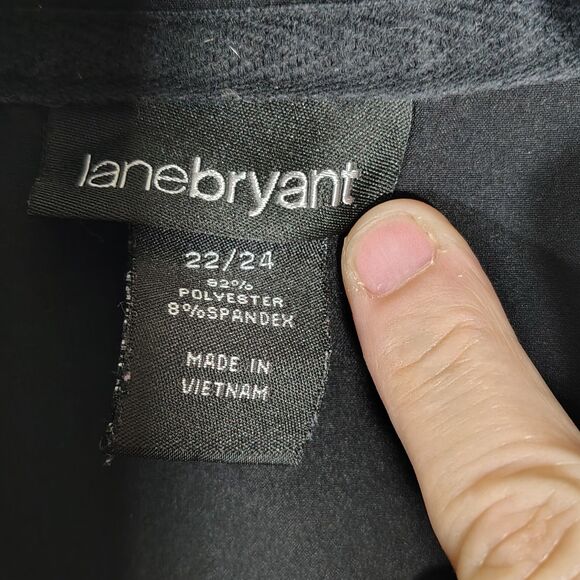 lanebryant
22/24
92%
POLYESTER
8%SPANDEX
MADE IN
VIETNAM